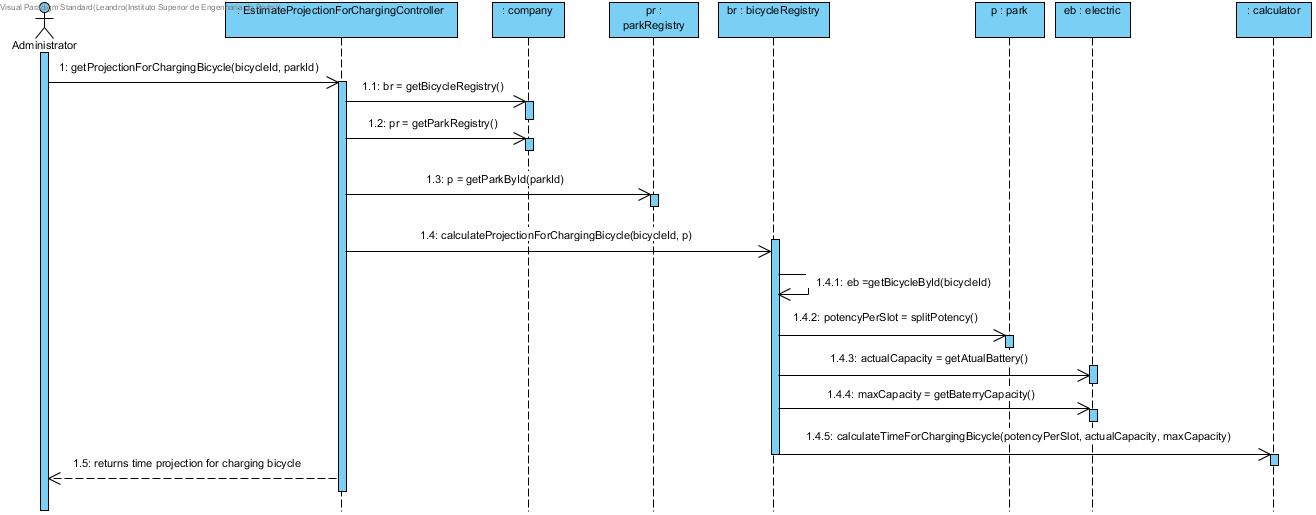 Visual Paradigm Standard(Leandro(Instituto Superior de Engenharia
Administrator
: EstimateProjectionForChargingController
: company
pr :
parkRegistry
br : bicycleRegistry
p : park
eb : electric
: calculator
1: getProjectionForChargingBicycle(bicycleId, parkId)
1.1: br = getBicycleRegistry()
1.2: pr = getParkRegistry()
1.3: p = getParkById(parkId)
1.4: calculateProjectionForChargingBicycle(bicycleId, p)
1.4.1: eb =getBicycleById(bicycleId)
1.4.2: potencyPerSlot = splitPotency()
1.4.3: actualCapacity = getAtualBattery()
1.4.4: maxCapacity = getBaterryCapacity()
1.4.5: calculateTimeForChargingBicycle(potencyPerSlot, actualCapacity, maxCapacity)
1.5: returns time projection for charging bicycle